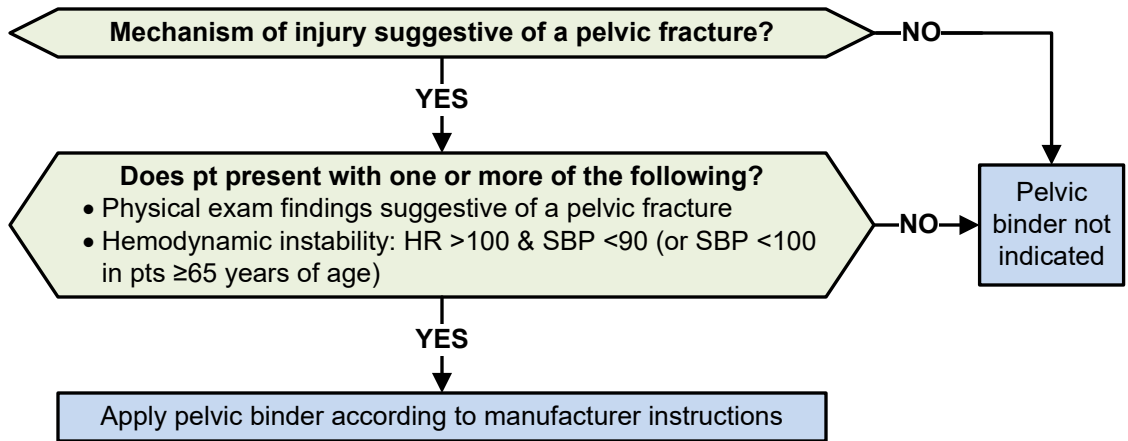 Mechanism of injury suggestive of a pelvic fracture?
NO
YES
Does pt present with one or more of the following?
• Physical exam findings suggestive of a pelvic fracture
• Hemodynamic instability: HR >100 & SBP <90 (or SBP <100
in pts ≥65 years of age)
NO
Pelvic
binder not
indicated
YES
Apply pelvic binder according to manufacturer instructions